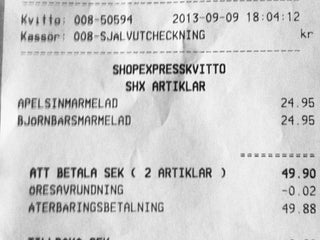 Kvitto: 008-50594 2013-09-09 18:04:12
Kassör: 008-SJALVUTCHECKNING kr
SHOPEXPRESSKVITTO
SHX ARTIKLAR
APELSINMARMELAD 24.95
BJORNBARSMARMELAD 24.95
==========
ATT BETALA SEK ( 2 ARTIKLAR ) 49.90
ORESAVRUNDNING -0.02
ATERBARINGSBETALNING 49.88